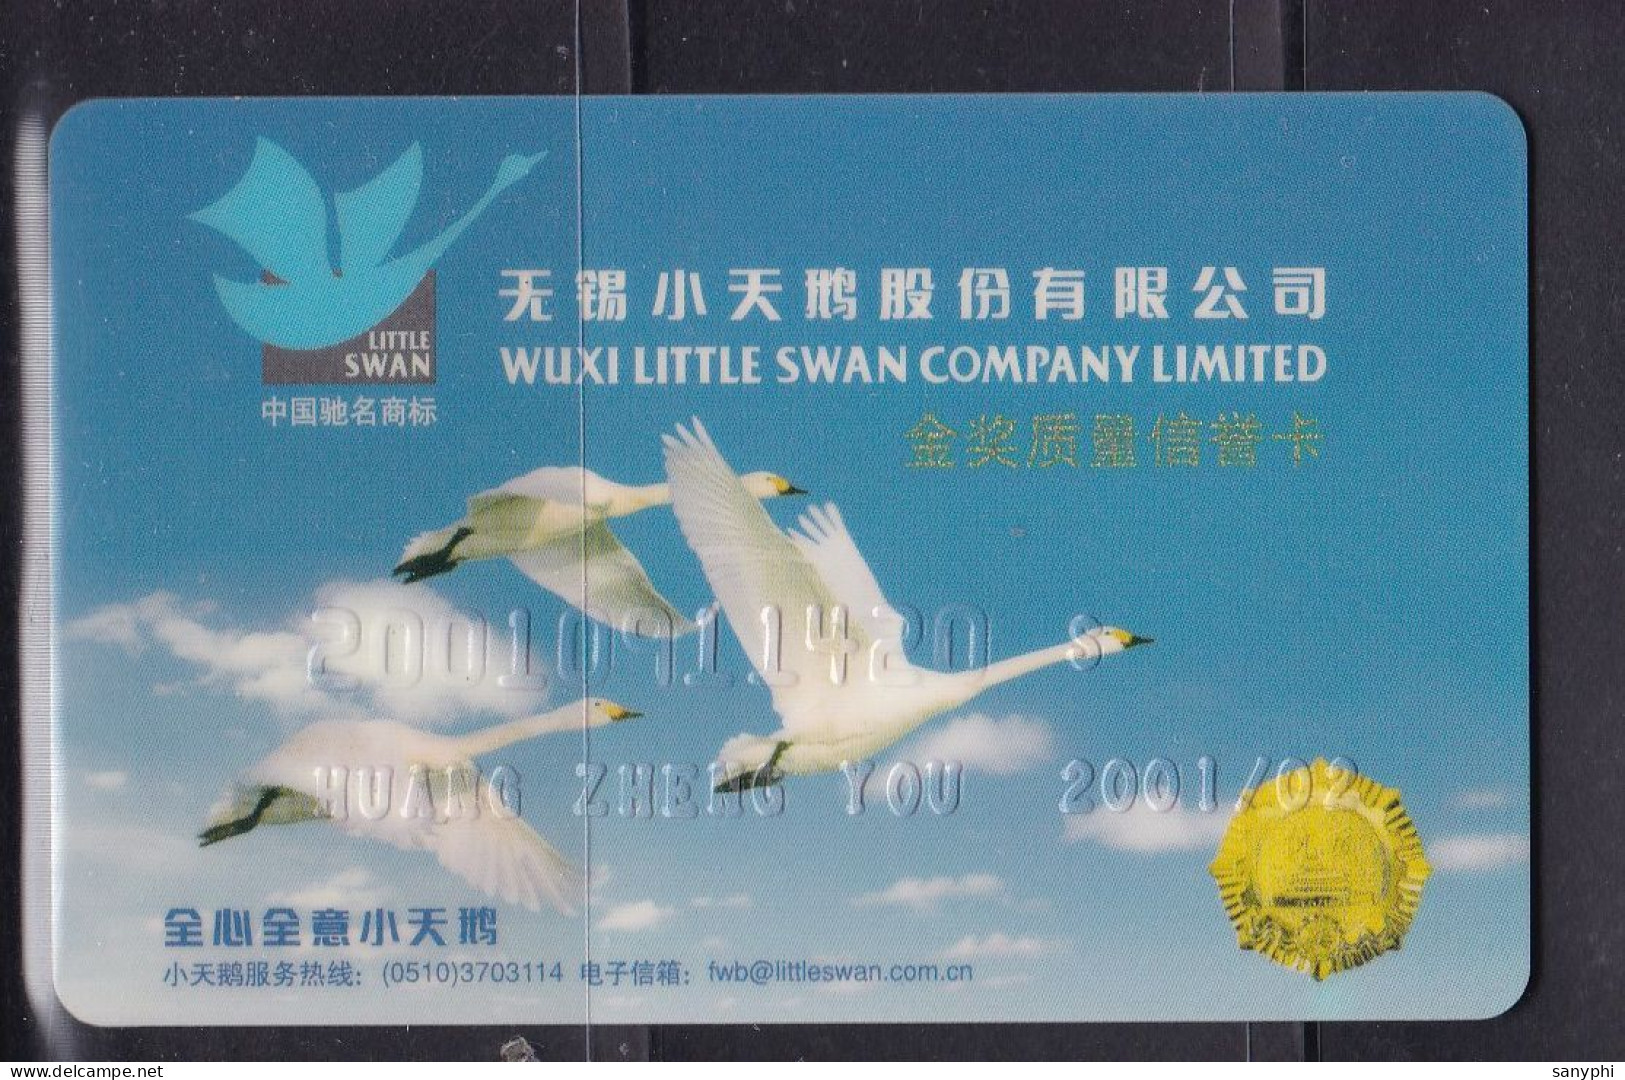 LITTLE
SWAN
中国驰名商标
无锡小天鹅股份有限公司
WUXI LITTLE SWAN COMPANY LIMITED
金奖质量信誉卡
20010911420 8
HUANG ZHENG YOU 2001/02
全心全意小天鹅
小天鹅服务热线：(0510)3703114 电子信箱：fwb@littleswan.com.cn
delcampe.net
sanyphi